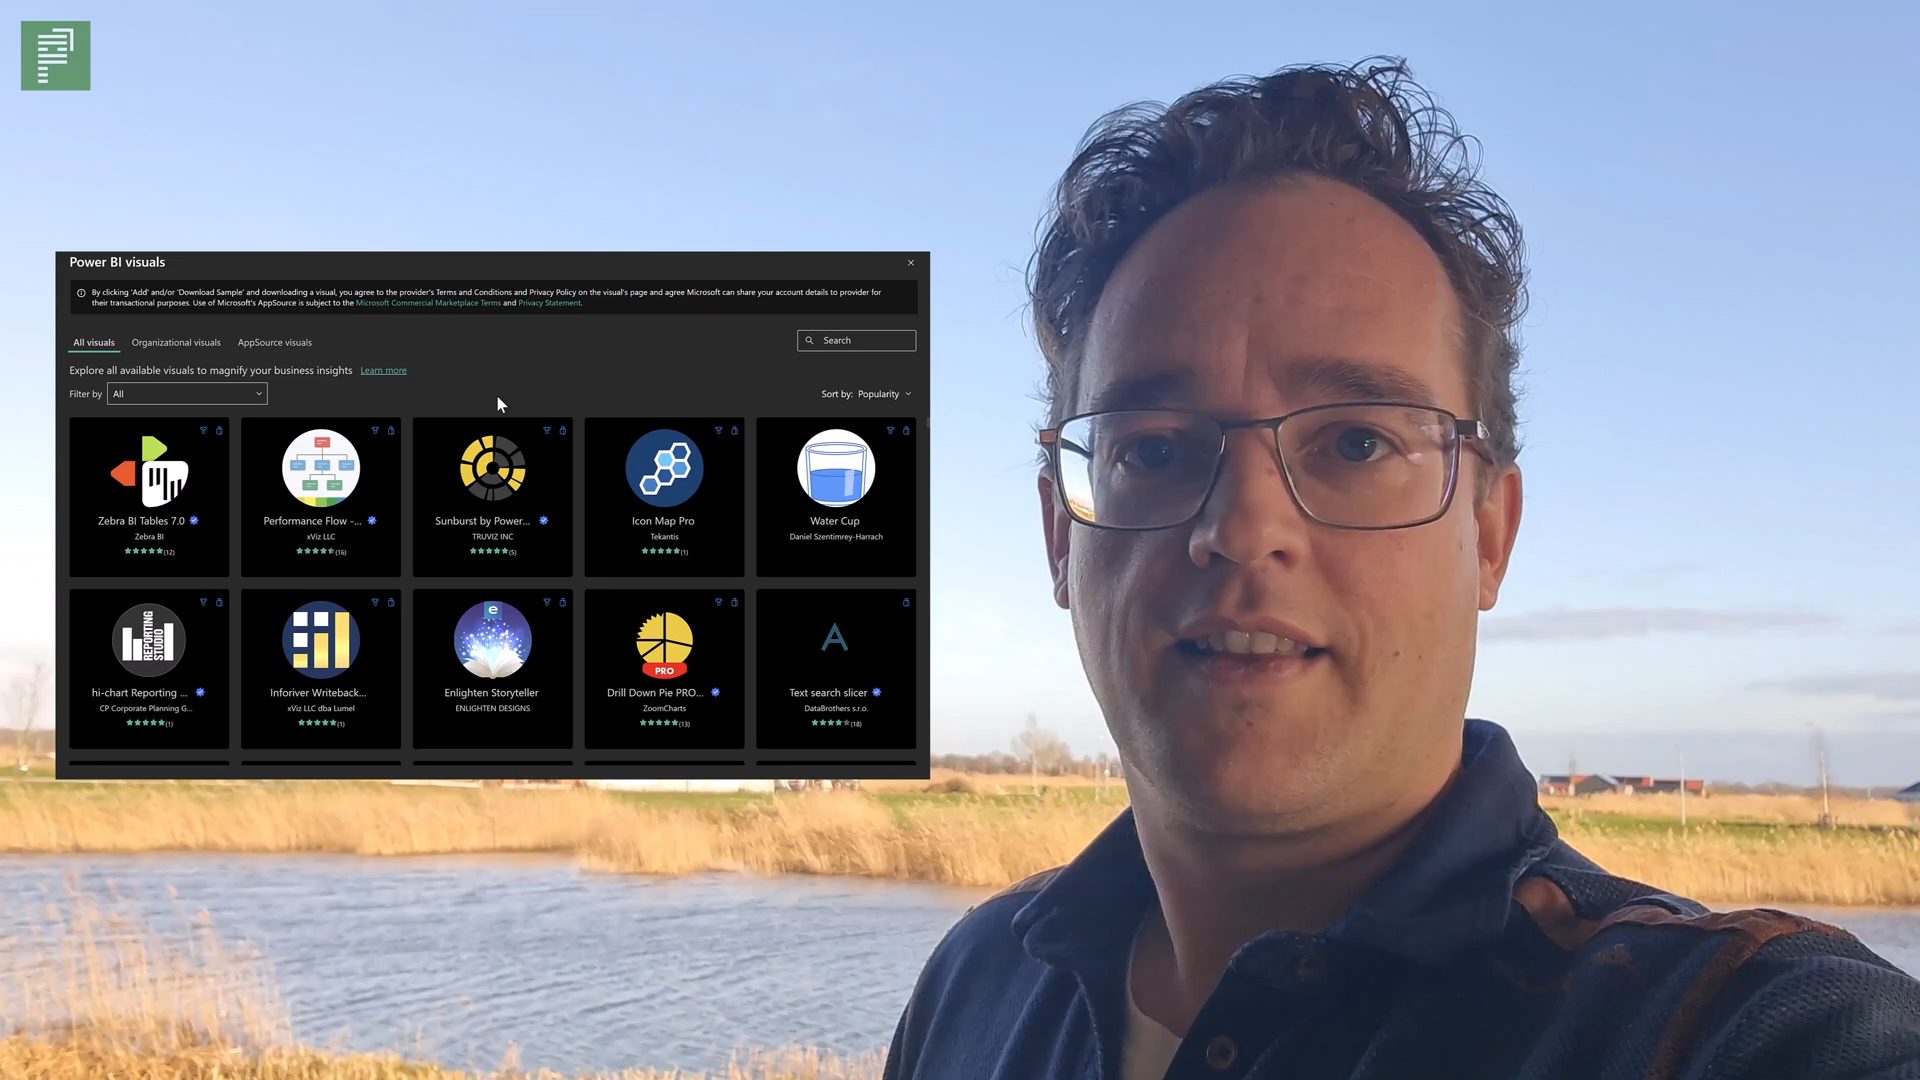 Power BI visuals
By clicking 'Add' and/or 'Download Sample' and downloading a visual, you agree to the provider's Terms and Conditions and Privacy Policy on the visual's page and agree Microsoft can share your account details to provider for
their transactional purposes. Use of Microsoft's AppSource is subject to the Microsoft Commercial Marketplace Terms and Privacy Statement.
All visuals Organizational visuals AppSource visuals
Search
Explore all available visuals to magnify your business insights Learn more
Filter by All
Sort by: Popularity
Zebra BI Tables 7.0
Zebra BI
(12)
Performance Flow -...
xViz LLC
(16)
Sunburst by Power...
TRUVIZ INC
(5)
Icon Map Pro
Tekantis
(1)
Water Cup
Daniel Szentimrey-Harrach
REPORTING
STUDIO
hi-chart Reporting ...
CP Corporate Planning G...
(1)
Inforiver Writeback...
xViz LLC dba Lumel
(1)
e
Enlighten Storyteller
ENLIGHTEN DESIGNS
PRO
Drill Down Pie PRO...
ZoomCharts
(13)
A
Text search slicer
DataBrothers s.r.o.
(18)